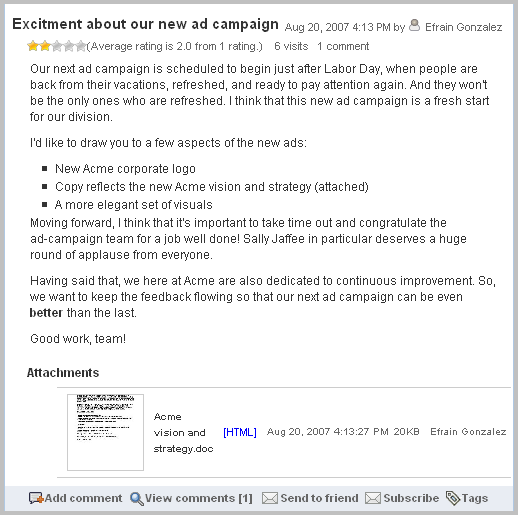 Excitment about our new ad campaign Aug 20, 2007 4:13 PM by Efrain Gonzalez
(Average rating is 2.0 from 1 rating.) 6 visits 1 comment
Our next ad campaign is scheduled to begin just after Labor Day, when people are
back from their vacations, refreshed, and ready to pay attention again. And they won't
be the only ones who are refreshed. I think that this new ad campaign is a fresh start
for our division.
I'd like to draw you to a few aspects of the new ads:
New Acme corporate logo
Copy reflects the new Acme vision and strategy (attached)
A more elegant set of visuals
Moving forward, I think that it's important to take time out and congratulate the
ad-campaign team for a job well done! Sally Jaffee in particular deserves a huge
round of applause from everyone.
Having said that, we here at Acme are also dedicated to continuous improvement. So,
we want to keep the feedback flowing so that our next ad campaign can be even
better than the last.
Good work, team!
Attachments
Acme
vision and
strategy.doc
[HTML] Aug 20, 2007 4:13:27 PM 20KB Efrain Gonzalez
Add comment View comments [1] Send to friend Subscribe Tags